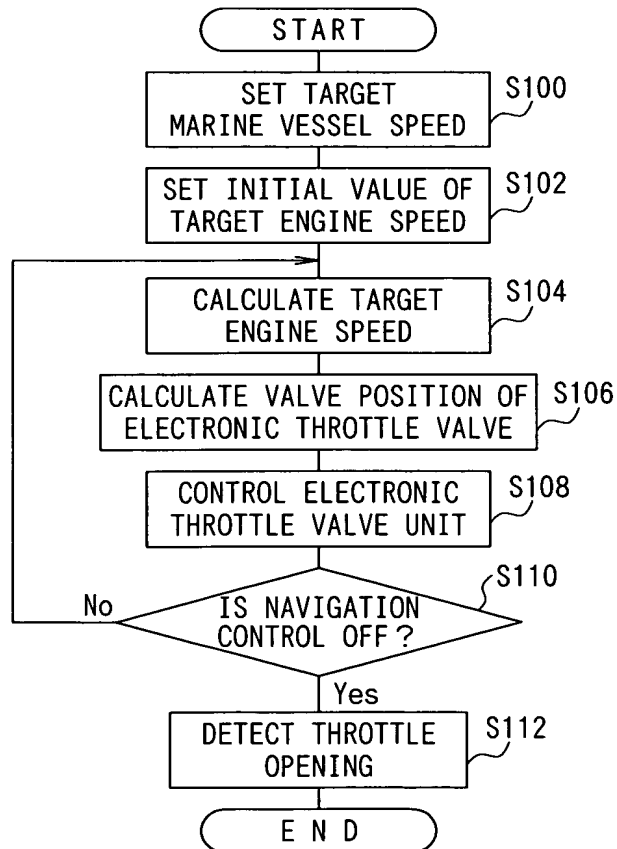 START
SET TARGET
MARINE VESSEL SPEED
S100
SET INITIAL VALUE OF
TARGET ENGINE SPEED
S102
CALCULATE TARGET
ENGINE SPEED
S104
CALCULATE VALVE POSITION OF
ELECTRONIC THROTTLE VALVE
S106
CONTROL ELECTRONIC
THROTTLE VALVE UNIT
S108
IS NAVIGATION
CONTROL OFF?
S110
No
Yes
DETECT THROTTLE
OPENING
S112
END